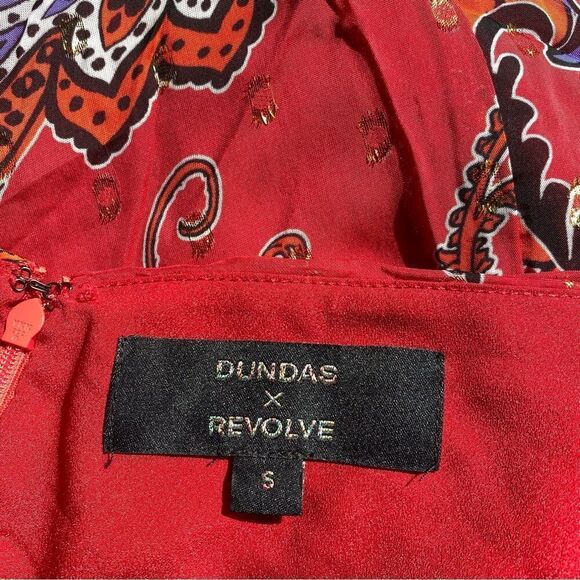 DUNDAS
×
REVOLVE
S